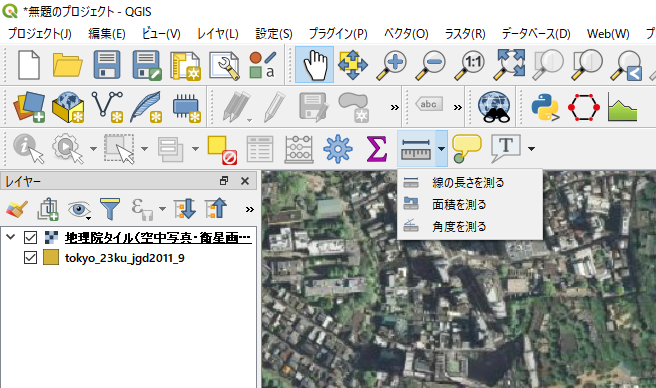 *無題のプロジェクト - QGIS
プロジェクト(J) 編集(E) ビュー(V) レイヤ(L) 設定(S) プラグイン(P) ベクタ(O) ラスタ(R) データベース(D) Web(W) プ
1:1
abc
T
レイヤー
線の長さを測る
面積を測る
角度を測る
地理院タイル(空中写真・衛星画…
tokyo_23ku_jgd2011_9